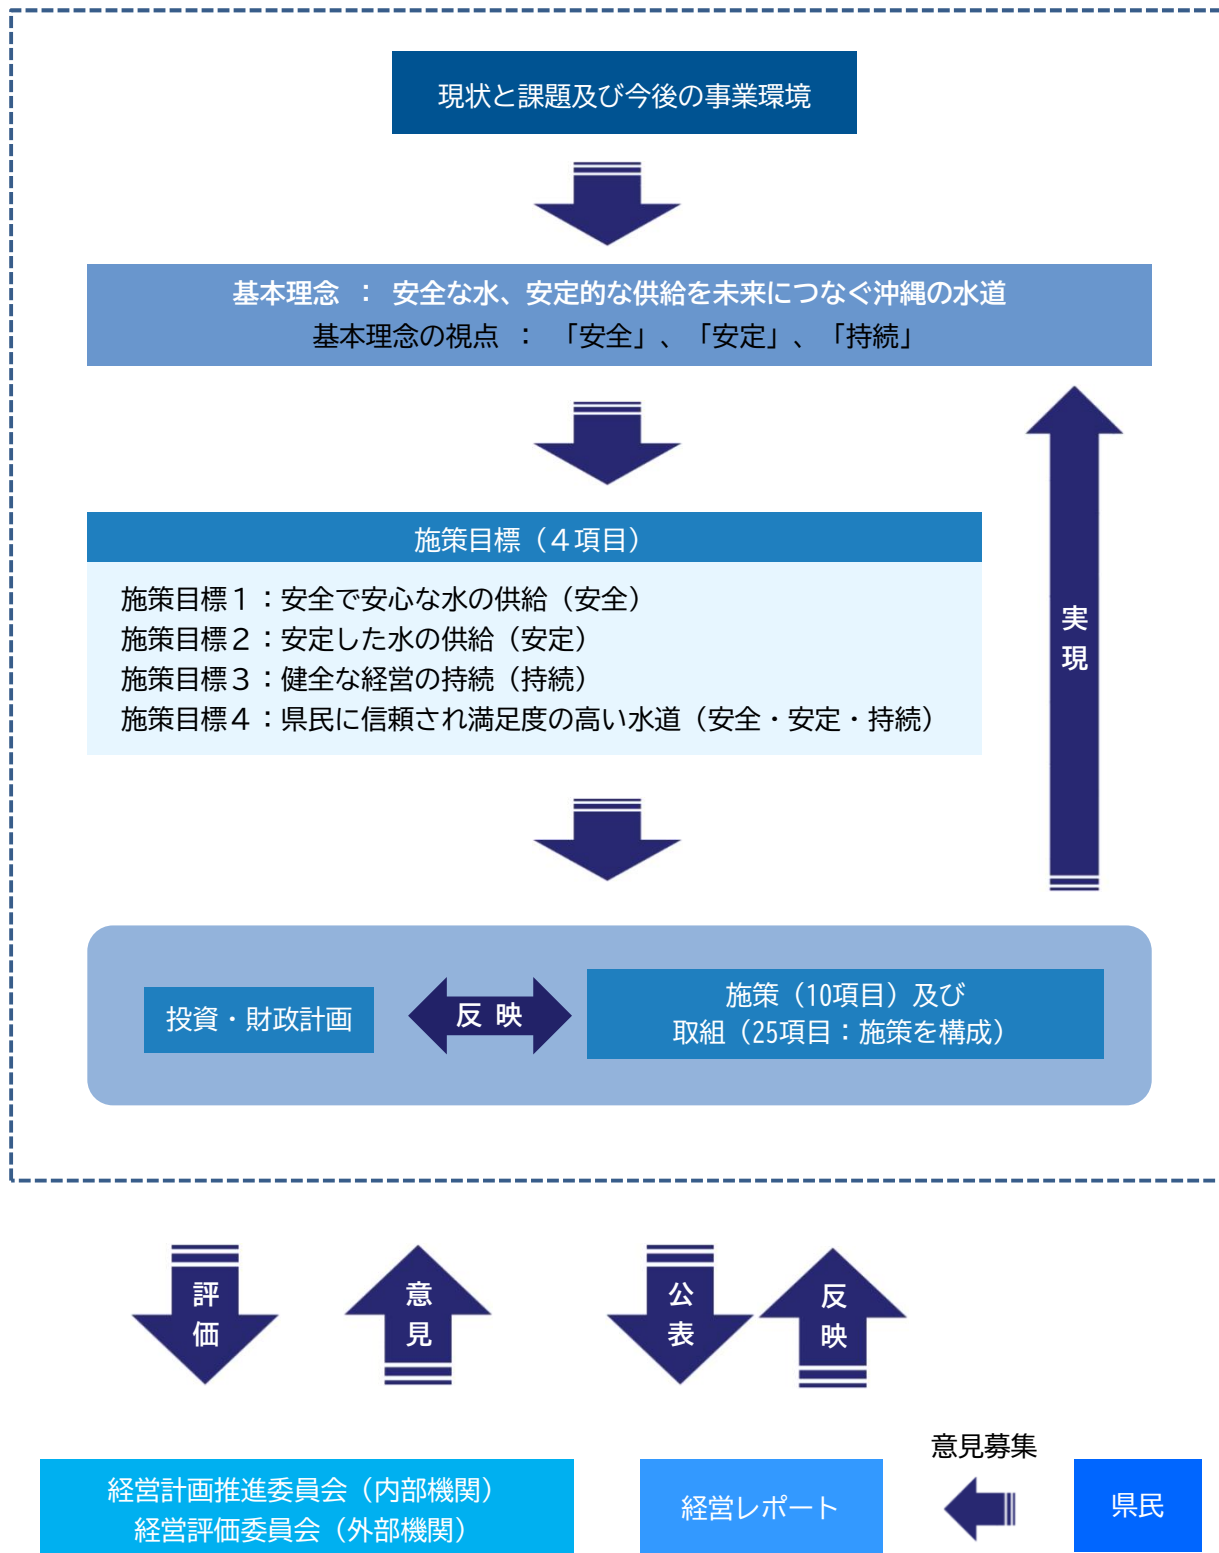 現状と課題及び今後の事業環境
基本理念 ： 安全な水、安定的な供給を未来につなぐ沖縄の水道
基本理念の視点 ： 「安全」、「安定」、「持続」
施策目標（４項目）
施策目標１：安全で安心な水の供給（安全）
施策目標２：安定した水の供給（安定）
施策目標３：健全な経営の持続（持続）
施策目標４：県民に信頼され満足度の高い水道（安全・安定・持続）
実現
投資・財政計画
反映
施策（10項目）及び
取組（25項目：施策を構成）
評価
意見
公表
反映
経営計画推進委員会（内部機関）
経営評価委員会（外部機関）
経営レポート
意見募集
県民